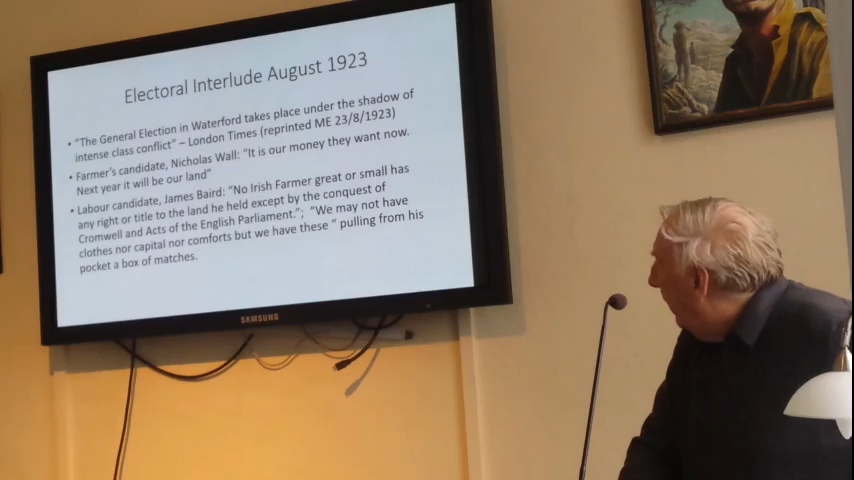 Electoral Interlude August 1923
• "The General Election in Waterford takes place under the shadow of
intense class conflict" – London Times (reprinted ME 23/8/1923)
• Farmer's candidate, Nicholas Wall: "It is our money they want now.
Next year it will be our land"
• Labour candidate, James Baird: "No Irish Farmer great or small has
any right or title to the land he held except by the conquest of
Cromwell and Acts of the English Parliament."; "We may not have
clothes nor capital nor comforts but we have these " pulling from his
pocket a box of matches.
SAMSUNG